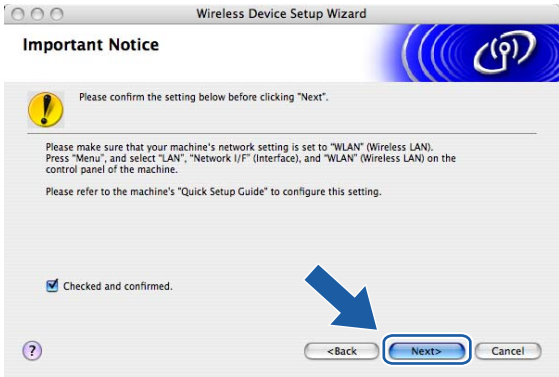 Wireless Device Setup Wizard
Important Notice
Please confirm the setting below before clicking "Next".
Please make sure that your machine's network setting is set to "WLAN" (Wireless LAN).
Press "Menu", and select "LAN", "Network I/F" (Interface), and "WLAN" (Wireless LAN) on the
control panel of the machine.
Please refer to the machine's "Quick Setup Guide" to configure this setting.
Checked and confirmed.
? <Back Next> Cancel